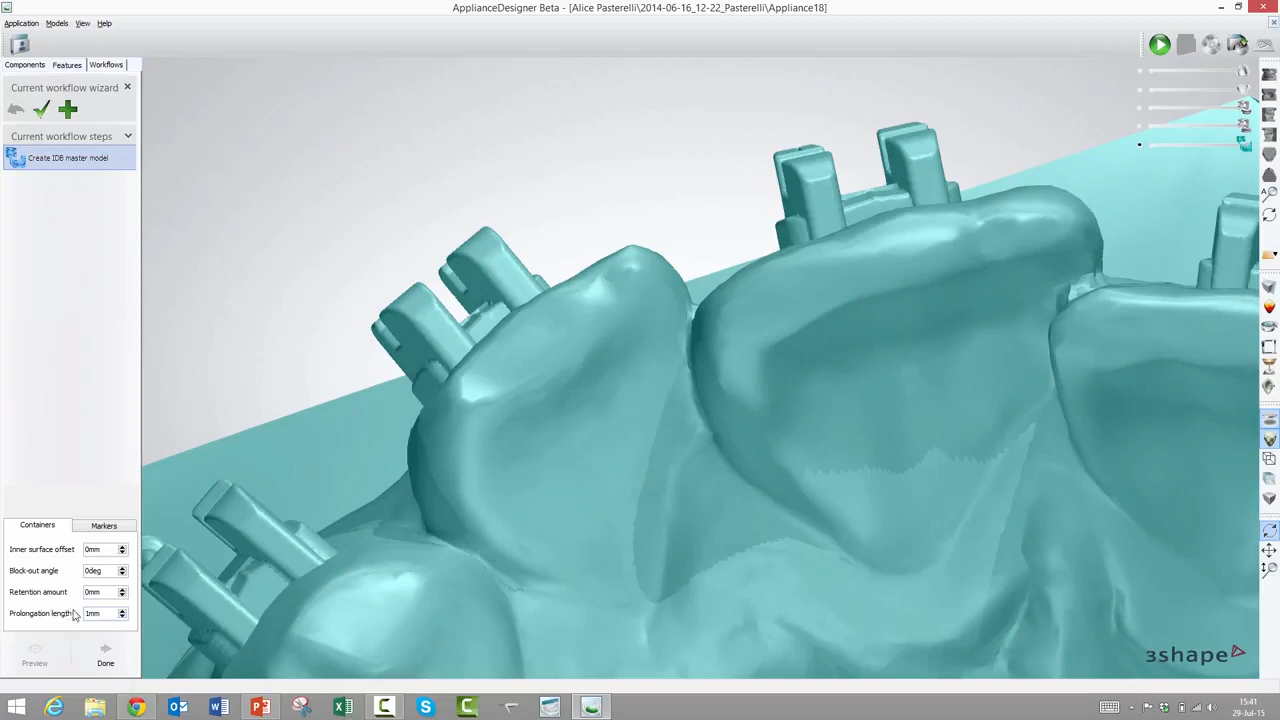 ApplianceDesigner Beta - [Alice Pasterelli\2014-06-16_12-22_Pasterelli\Appliance18]
Application Models View Help
Components Features Workflows
Current workflow wizard
Current workflow steps
Create IDB master model
Containers Markers
Inner surface offset 0mm
Block-out angle 0deg
Retention amount 0mm
Prolongation length 1mm
Preview Done
3shape
15:41
29-Jul-15